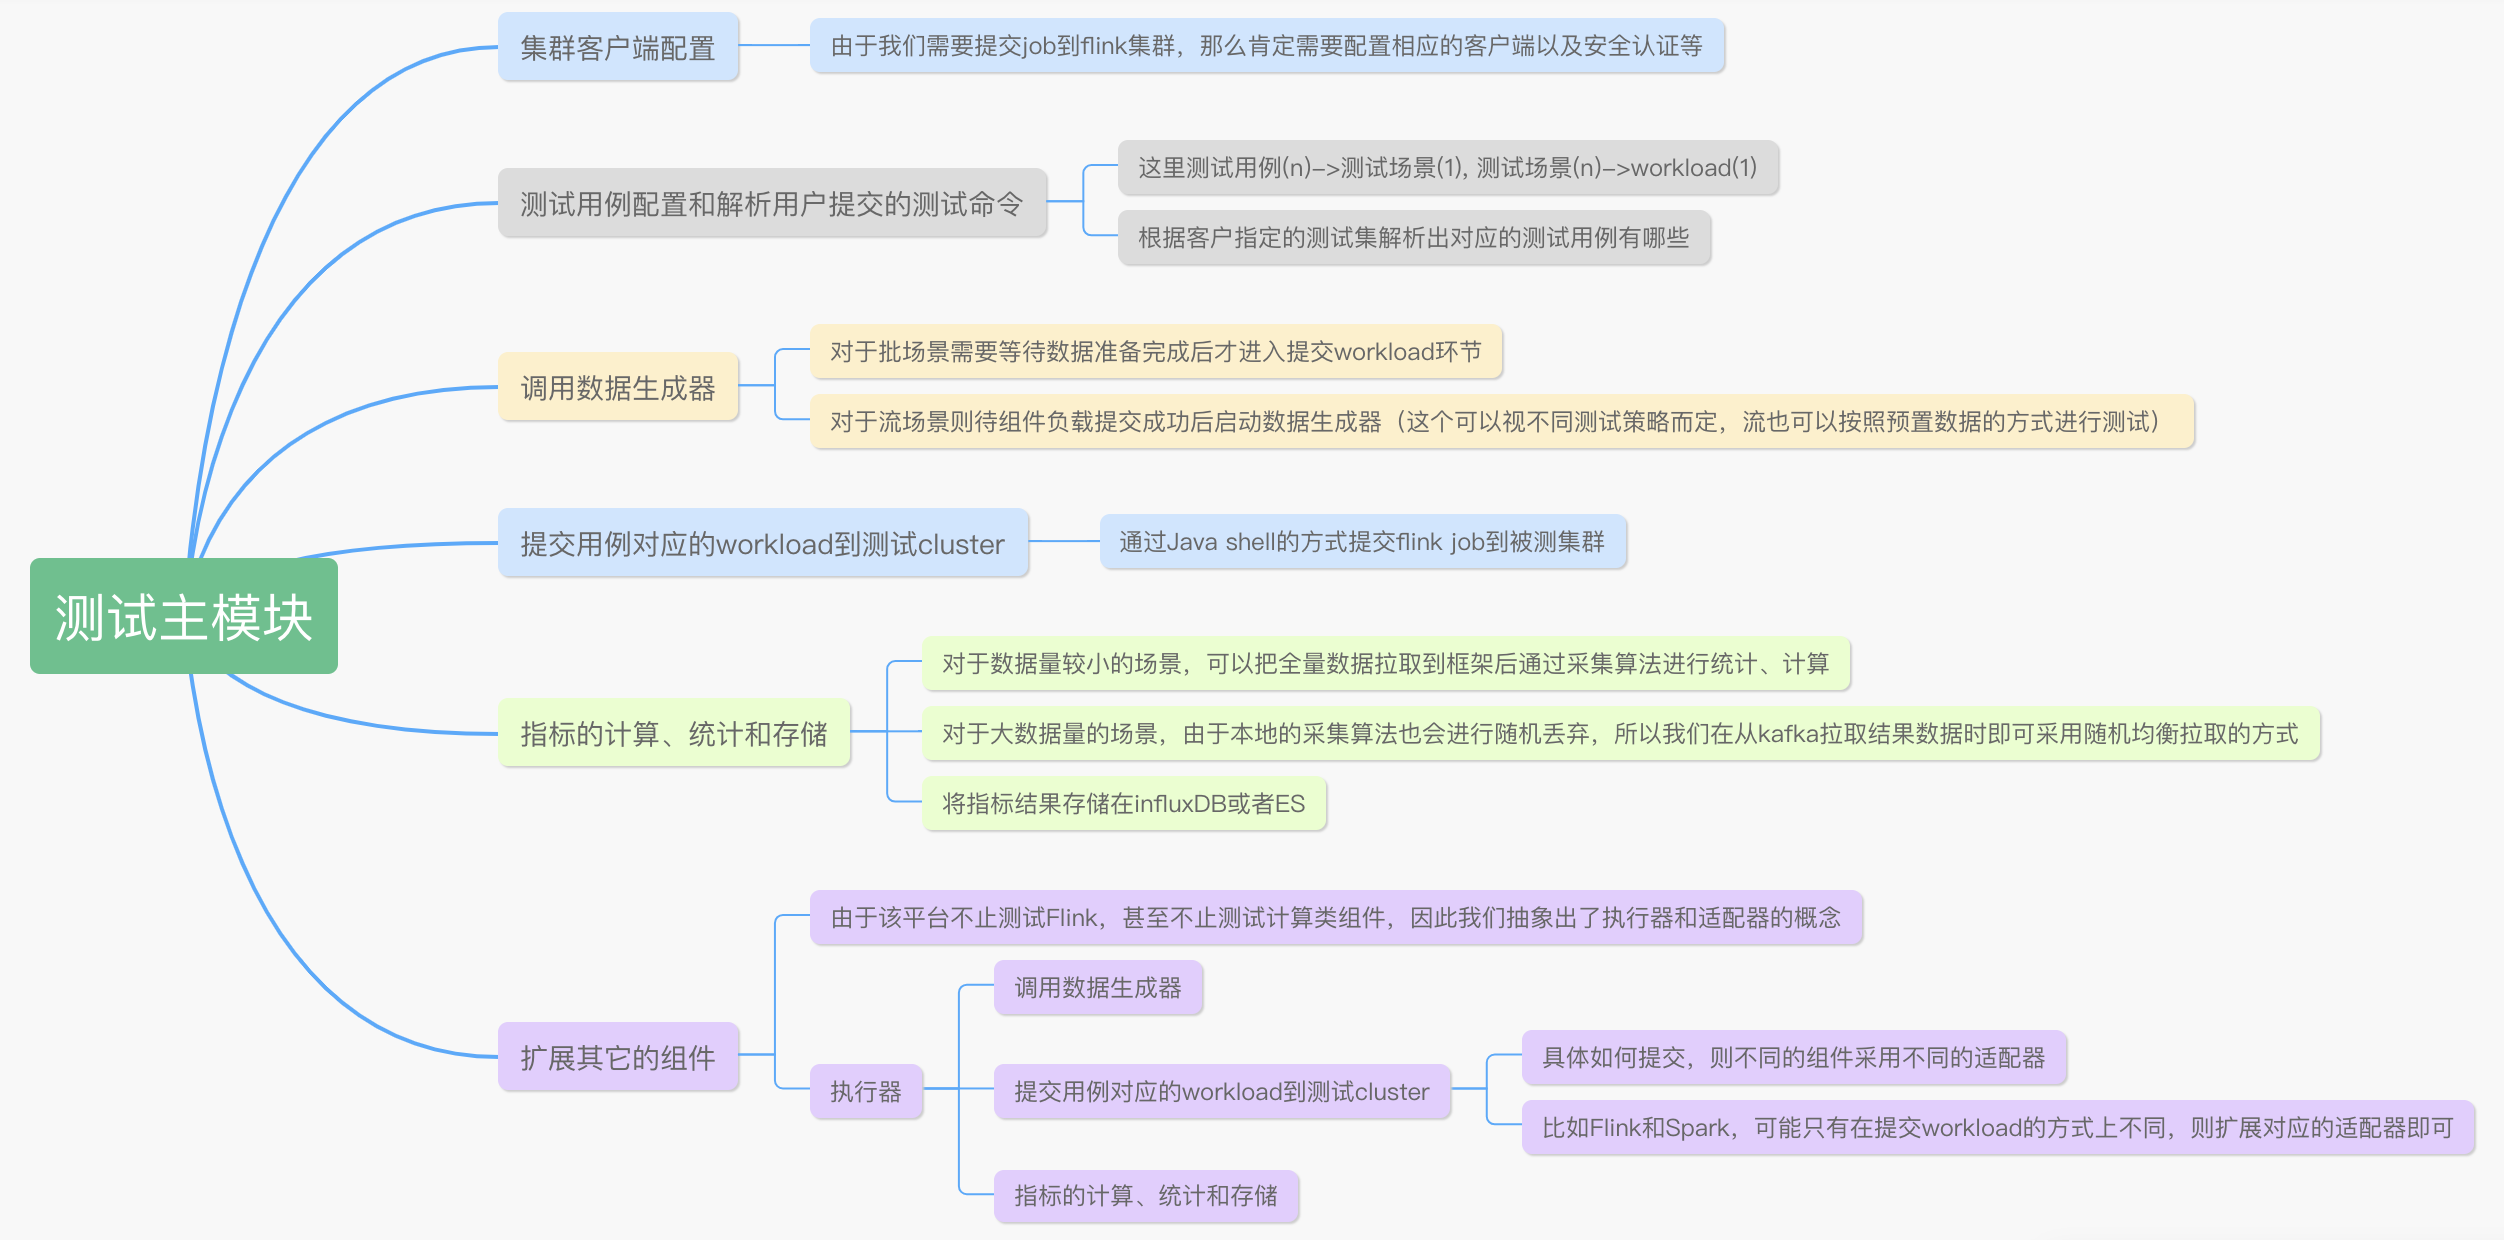 集群客户端配置
由于我们需要提交job到flink集群，那么肯定需要配置相应的客户端以及安全认证等
测试用例配置和解析用户提交的测试命令
这里测试用例(n)->测试场景(1), 测试场景(n)->workload(1)
根据客户指定的测试集解析出对应的测试用例有哪些
调用数据生成器
对于批场景需要等待数据准备完成后才进入提交workload环节
对于流场景则待组件负载提交成功后启动数据生成器（这个可以视不同测试策略而定，流也可以按照预置数据的方式进行测试）
提交用例对应的workload到测试cluster
通过Java shell的方式提交flink job到被测集群
测试主模块
指标的计算、统计和存储
对于数据量较小的场景，可以把全量数据拉取到框架后通过采集算法进行统计、计算
对于大数据量的场景，由于本地的采集算法也会进行随机丢弃，所以我们在从kafka拉取结果数据时即可采用随机均衡拉取的方式
将指标结果存储在influxDB或者ES
扩展其它的组件
由于该平台不止测试Flink，甚至不止测试计算类组件，因此我们抽象出了执行器和适配器的概念
执行器
调用数据生成器
提交用例对应的workload到测试cluster
具体如何提交，则不同的组件采用不同的适配器
比如Flink和Spark，可能只有在提交workload的方式上不同，则扩展对应的适配器即可
指标的计算、统计和存储